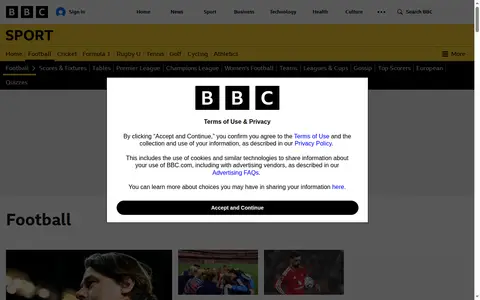 BBC
Sign In
Home
News
Sport
Business
Technology
Health
Culture
Search BBC
SPORT
Home
Football
Cricket
Formula 1
Rugby U
Tennis
Golf
Cycling
Athletics
More
Football
Scores & Fixtures
Tables
Premier League
Champions League
Women's Football
Teams
Leagues & Cups
Gossip
Top Scorers
European
Quizzes
BBC
Terms of Use & Privacy
By clicking "Accept and Continue," you confirm you agree to the Terms of Use and the
collection and use of your information, as described in our Privacy Policy.
This includes the use of cookies and similar technologies to share information about
your use of BBC.com, including with advertising vendors, as described in our
Advertising FAQs.
You can learn more about choices you may have in sharing your information here.
Accept and Continue
Football